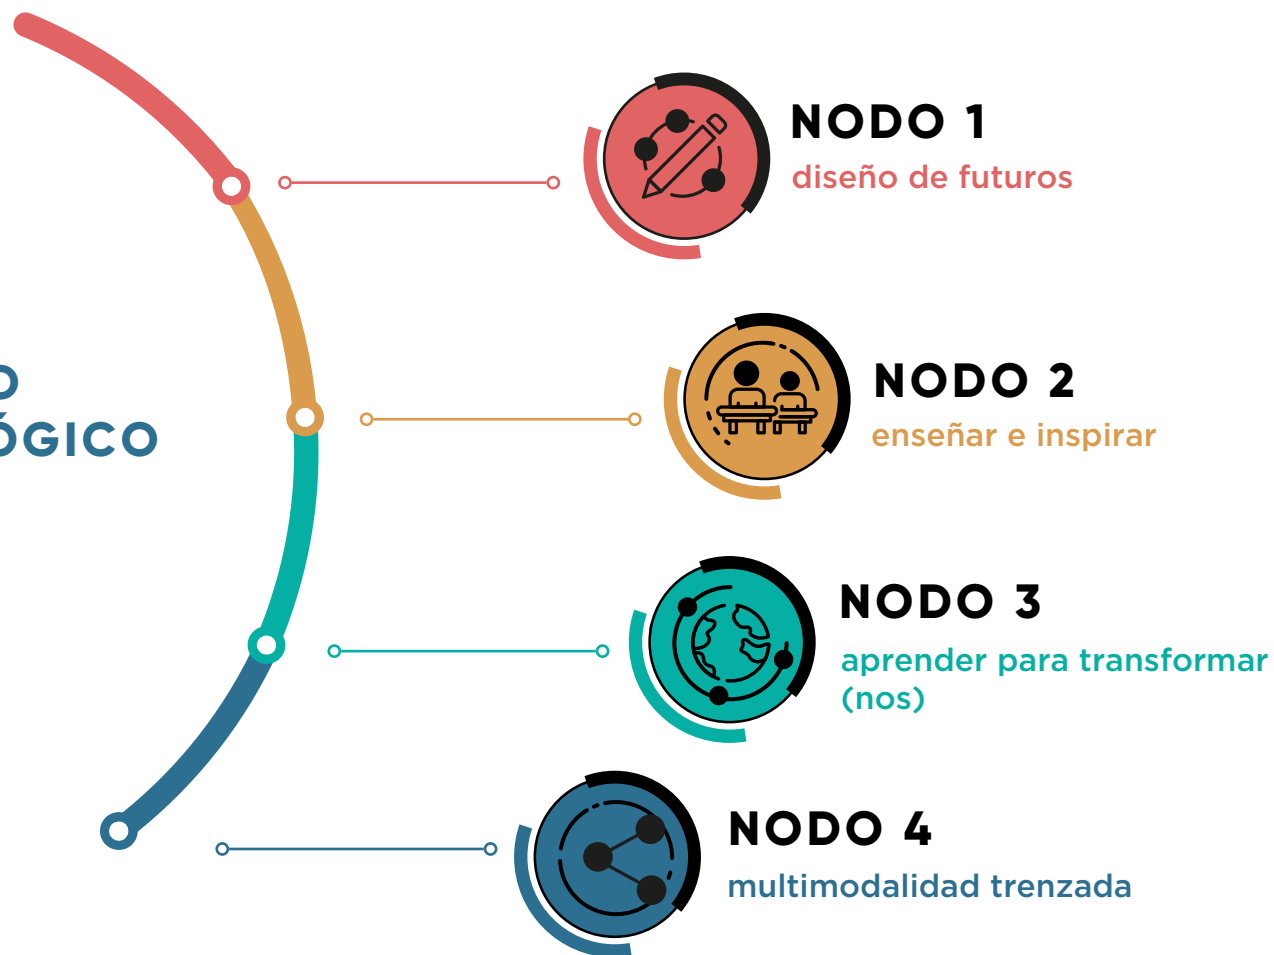 NODO 1
diseño de futuros
O
ÓGICO
NODO 2
enseñar e inspirar
NODO 3
aprender para transformar
(nos)
NODO 4
multimodalidad trenzada